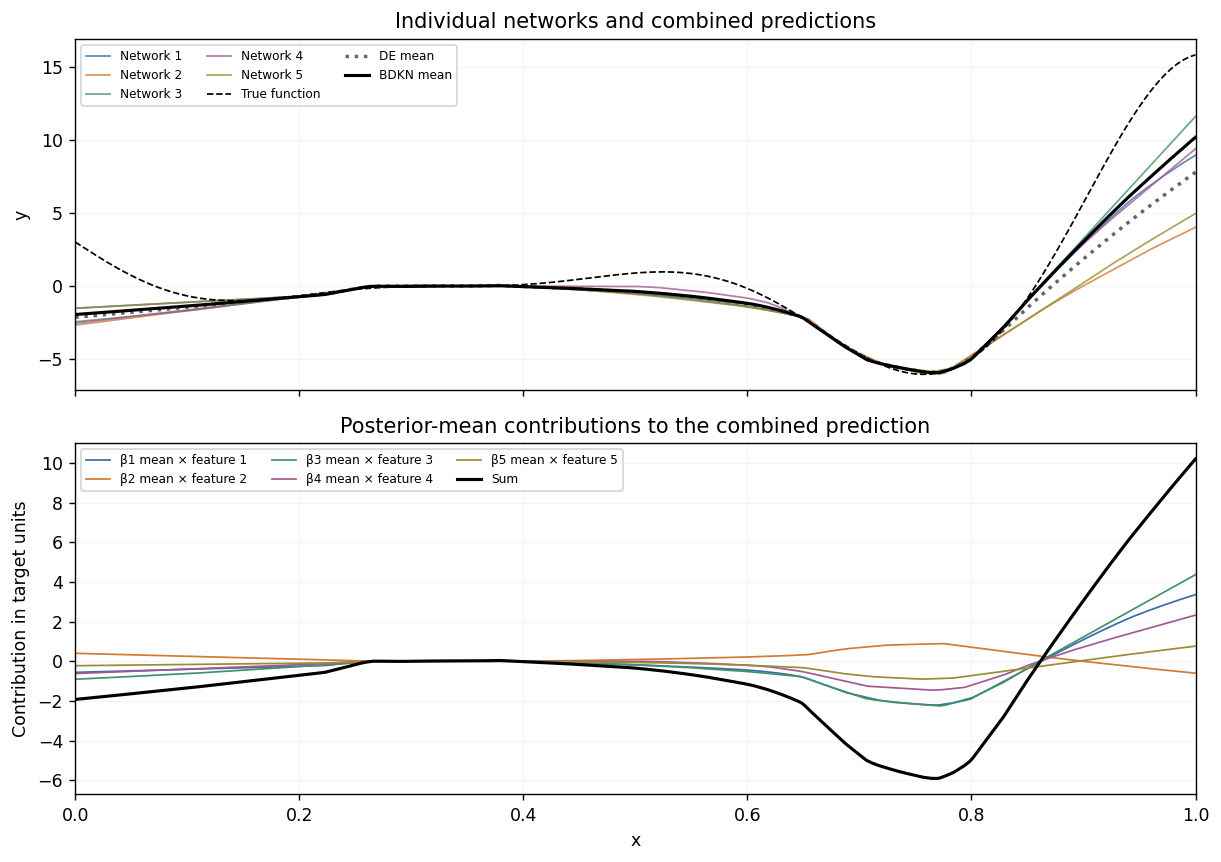 Individual networks and combined predictions
Network 1 Network 4 DE mean
Network 2 Network 5 BDKN mean
Network 3 True function
15
10
5
0
−5
y
Posterior-mean contributions to the combined prediction
β1 mean × feature 1 β3 mean × feature 3 β5 mean × feature 5
β2 mean × feature 2 β4 mean × feature 4 Sum
10
8
6
4
2
0
−2
−4
−6
Contribution in target units
0.0 0.2 0.4 0.6 0.8 1.0
x